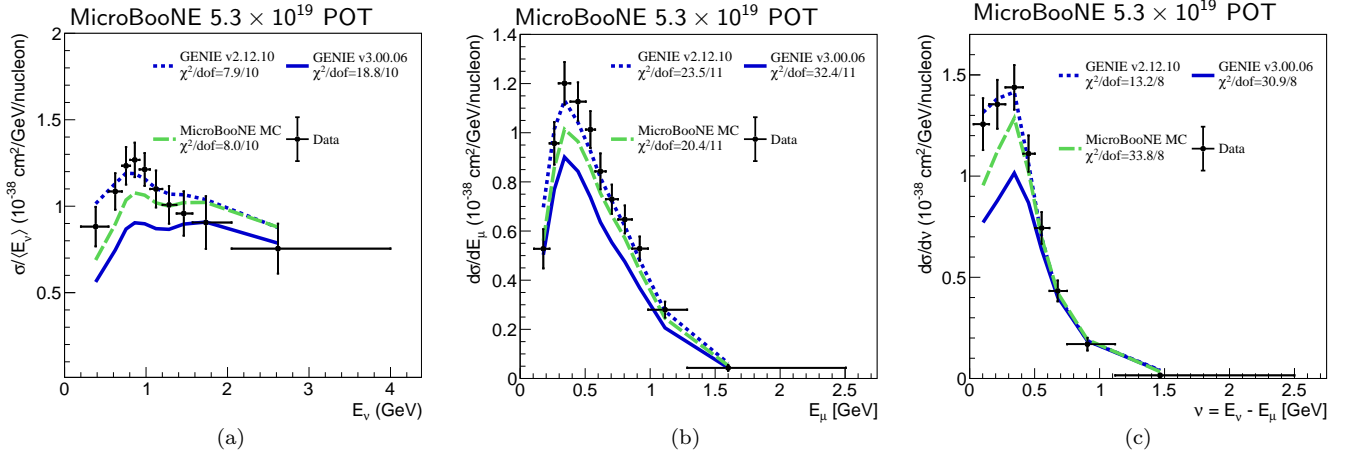 MicroBooNE 5.3 × 10¹⁹ POT
σ/⟨E_ν⟩ (10⁻³⁸ cm²/GeV/nucleon)
2
1.5
1
0.5
GENIE v2.12.10
χ²/dof=7.9/10
GENIE v3.00.06
χ²/dof=18.8/10
MicroBooNE MC
χ²/dof=8.0/10
Data
0 1 2 3 4
E_ν (GeV)
(a)
MicroBooNE 5.3 × 10¹⁹ POT
dσ/dE_μ (10⁻³⁸ cm²/GeV/nucleon)
1.4
1.2
1
0.8
0.6
0.4
0.2
0
GENIE v2.12.10
χ²/dof=23.5/11
GENIE v3.00.06
χ²/dof=32.4/11
MicroBooNE MC
χ²/dof=20.4/11
Data
0 0.5 1.0 1.5 2.0 2.5
E_μ [GeV]
(b)
MicroBooNE 5.3 × 10¹⁹ POT
dσ/dν (10⁻³⁸ cm²/GeV/nucleon)
1.5
1.0
0.5
0
GENIE v2.12.10
χ²/dof=13.2/8
GENIE v3.00.06
χ²/dof=30.9/8
MicroBooNE MC
χ²/dof=33.8/8
Data
0 0.5 1.0 1.5 2.0 2.5
ν = E_ν - E_μ [GeV]
(c)